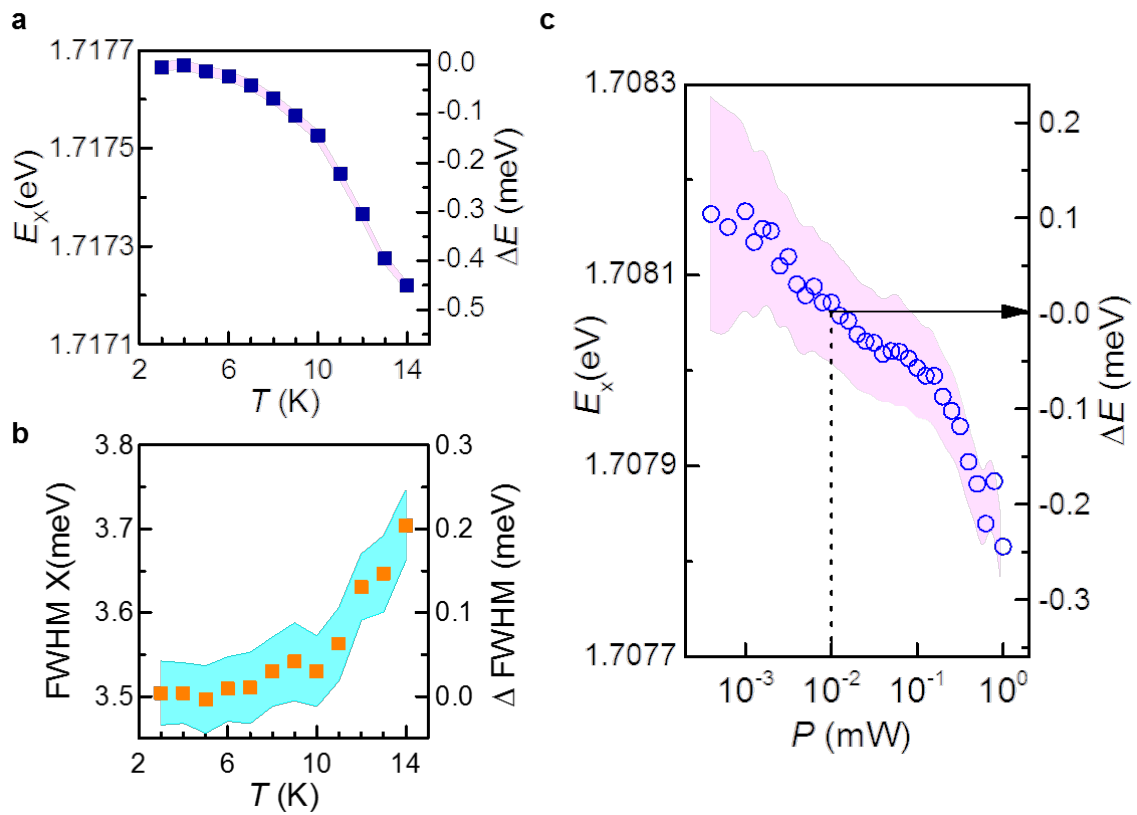 a
1.7177
1.7175
1.7173
1.7171
E_x(eV)
0.0
-0.1
-0.2
-0.3
-0.4
-0.5
ΔE (meV)
2 6 10 14
T (K)
b
3.8
3.7
3.6
3.5
FWHM X(meV)
0.3
0.2
0.1
0.0
Δ FWHM (meV)
2 6 10 14
T (K)
c
1.7083
1.7081
1.7079
1.7077
E_x(eV)
0.2
0.1
-0.0
-0.1
-0.2
-0.3
ΔE (meV)
10^-3 10^-2 10^-1 10^0
P (mW)